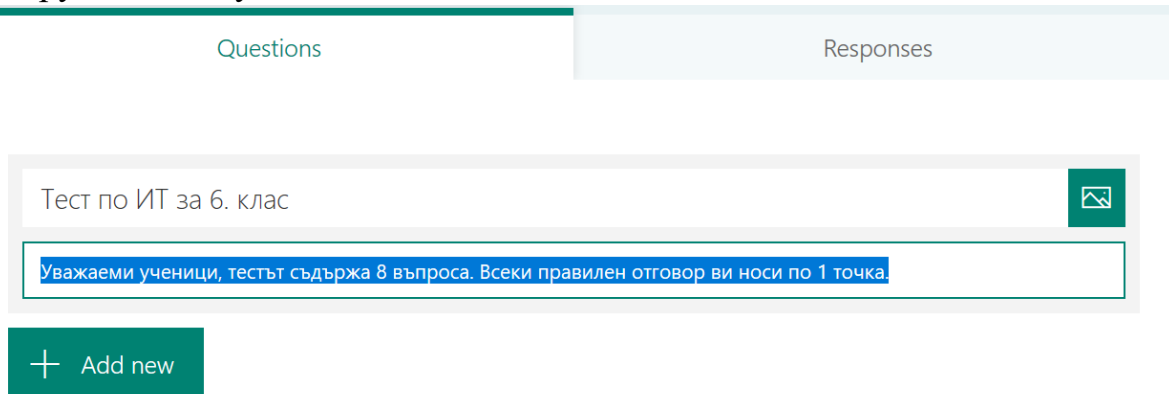 Questions
Responses
Тест по ИТ за 6. клас
Уважаеми ученици, тестът съдържа 8 въпроса. Всеки правилен отговор ви носи по 1 точка.
+ Add new